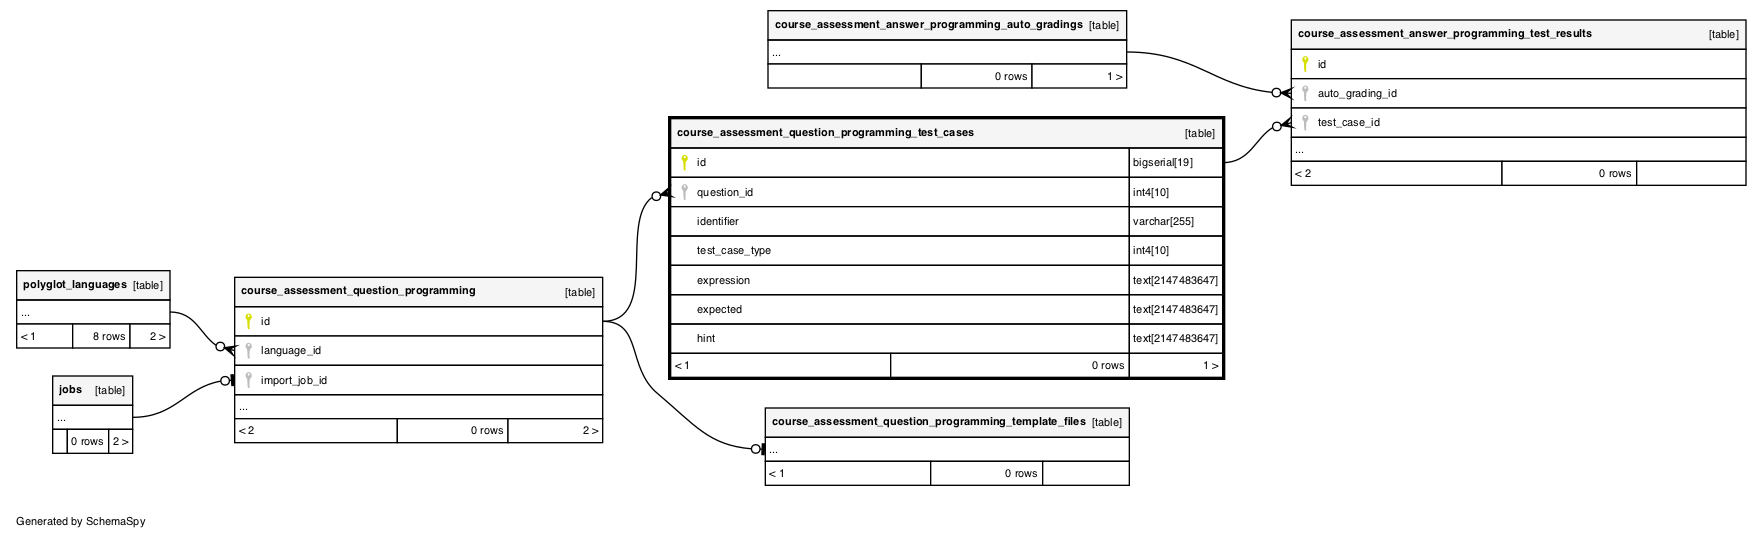 course_assessment_answer_programming_auto_gradings [table]
...
0 rows 1 >
course_assessment_answer_programming_test_results [table]
id
auto_grading_id
test_case_id
...
< 2 0 rows
course_assessment_question_programming_test_cases [table]
id bigserial[19]
question_id int4[10]
identifier varchar[255]
test_case_type int4[10]
expression text[2147483647]
expected text[2147483647]
hint text[2147483647]
< 1 0 rows 1 >
polyglot_languages [table]
...
< 1 8 rows 2 >
course_assessment_question_programming [table]
id
language_id
import_job_id
...
< 2 0 rows 2 >
jobs [table]
...
0 rows 2 >
course_assessment_question_programming_template_files [table]
...
< 1 0 rows
Generated by SchemaSpy